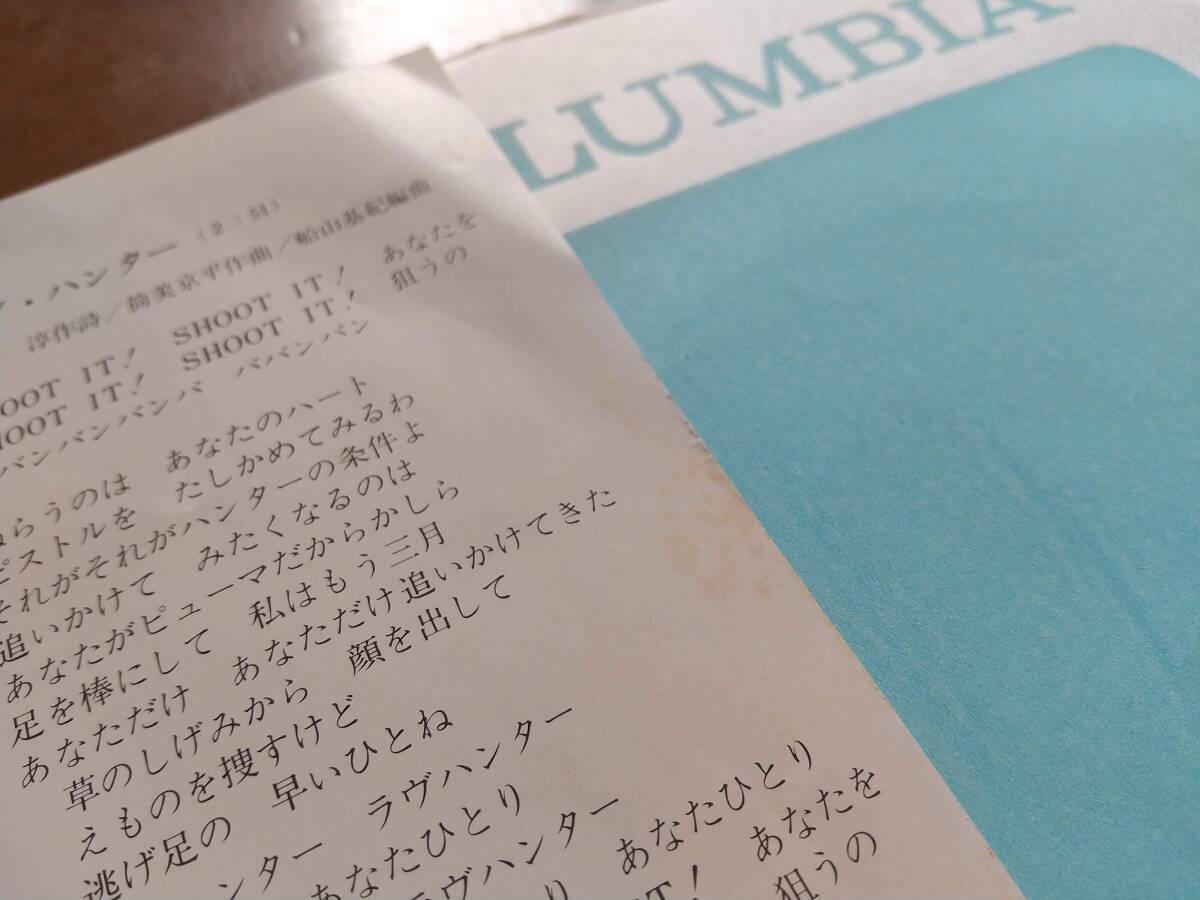 LUMBIA
・ハンター (2:51)
淳作詩/筒美京平作曲/船山基紀編曲
OOT IT! SHOOT IT! あなたを
HOOT IT! SHOOT IT! 狙うの
バンバンバンバ ババンバン
ねらうのは あなたのハート
ピストルを たしかめてみるわ
それがそれがハンターの条件よ
追いかけて みたくなるのは
あなたがピューマだからかしら
足を棒にして 私はもう三月
あなただけ あなただけ追いかけてきた
草のしげみから 顔を出して
えものを捜すけど
逃げ足の 早いひとね
ンター ラヴハンター
あなたひとり あなたひとり
ラヴハンター あなたを
IT! 狙うの